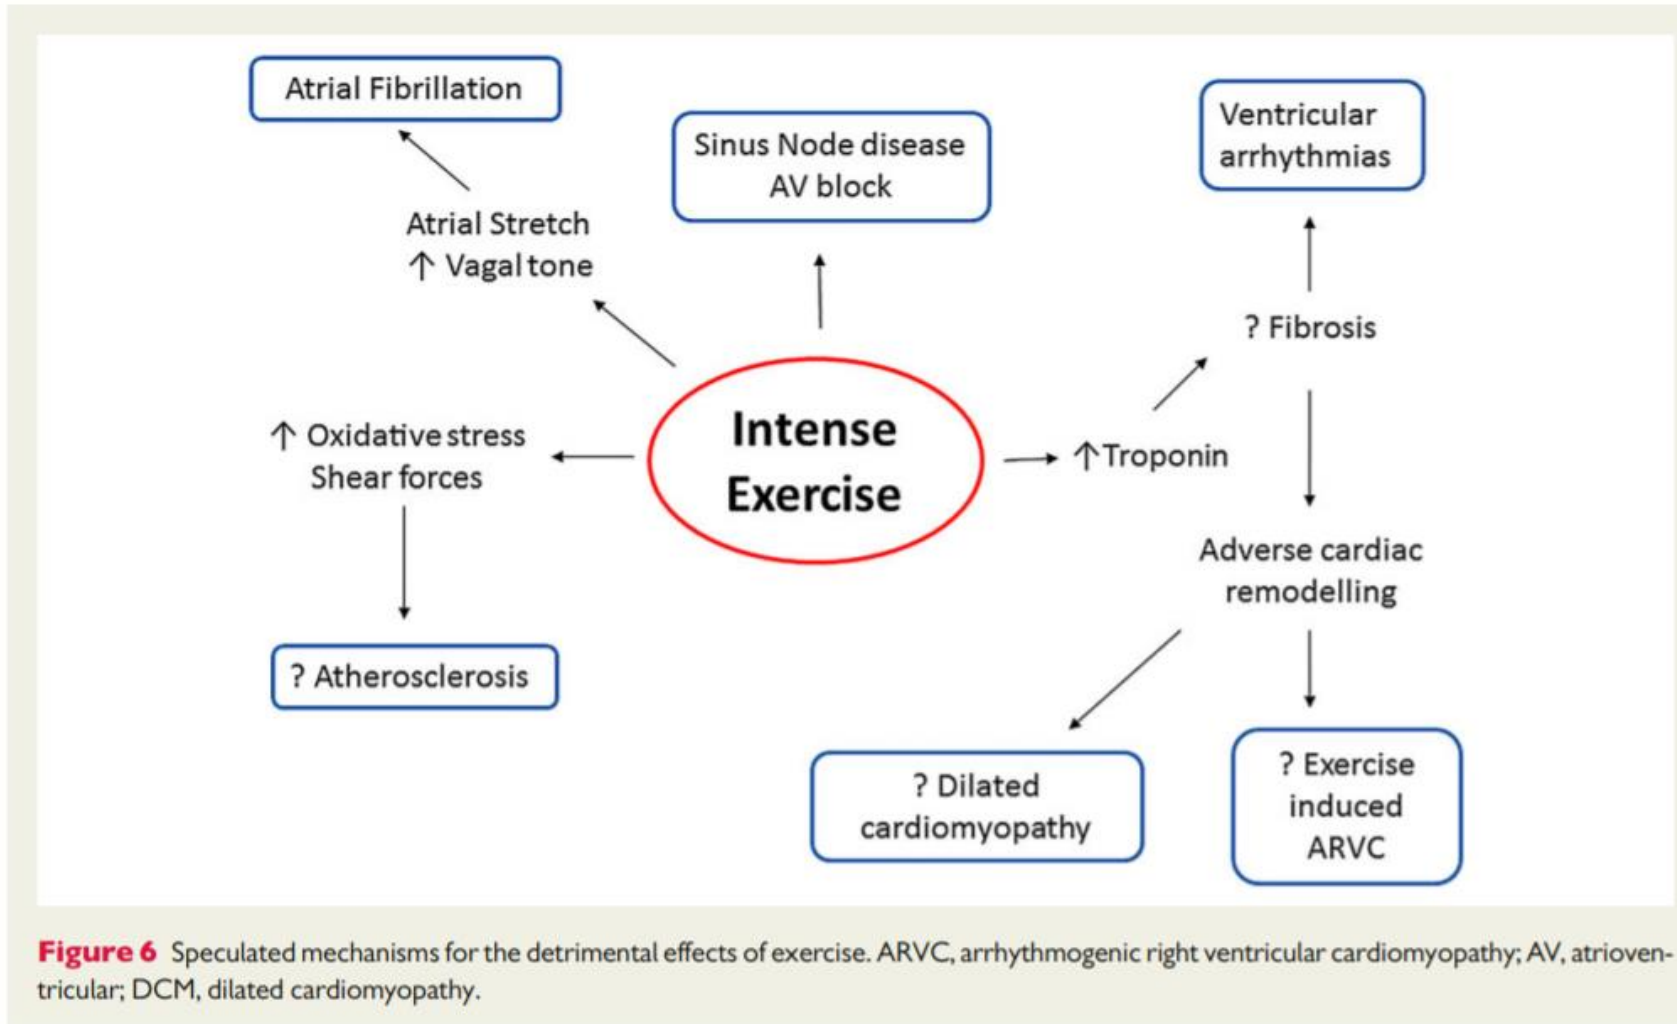 Atrial Fibrillation
Sinus Node disease
AV block
Ventricular
arrhythmias
Atrial Stretch
↑ Vagal tone
? Fibrosis
Intense
Exercise
↑ Oxidative stress
Shear forces
↑Troponin
Adverse cardiac
remodelling
? Atherosclerosis
? Dilated
cardiomyopathy
? Exercise
induced
ARVC
Figure 6 Speculated mechanisms for the detrimental effects of exercise. ARVC, arrhythmogenic right ventricular cardiomyopathy; AV, atrioven-
tricular; DCM, dilated cardiomyopathy.